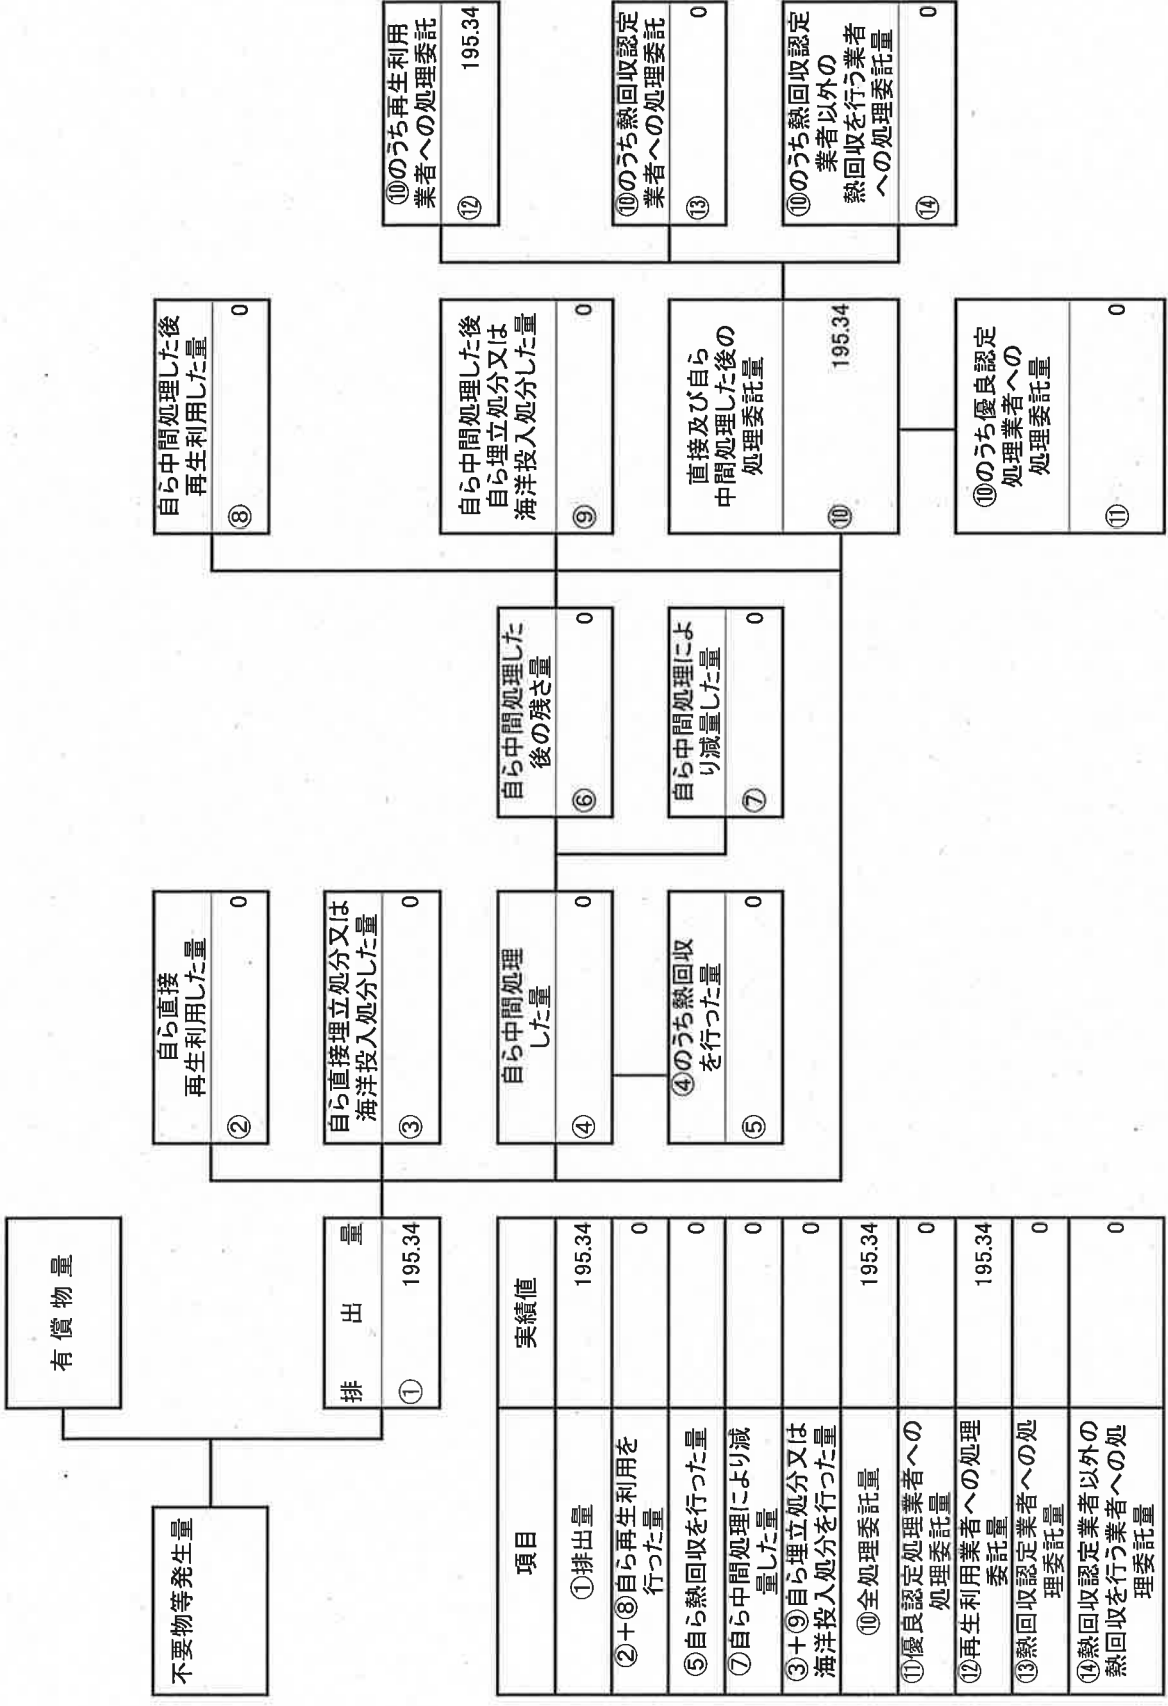 不要物等発生量
有償物量
排出量
① 195.34
自ら直接
再生利用した量
② 0
自ら直接埋立処分又は
海洋投入処分した量
③ 0
自ら中間処理
した量
④ 0
④のうち熱回収
を行った量
⑤ 0
自ら中間処理した
後の残さ量
⑥ 0
自ら中間処理によ
り減量した量
⑦ 0
自ら中間処理した後
再生利用した量
⑧ 0
自ら中間処理した後
自ら埋立処分又は
海洋投入処分した量
⑨ 0
直接及び自ら
中間処理した後の
処理委託量
⑩ 195.34
⑩のうち優良認定
処理業者への
処理委託量
⑪ 0
⑩のうち再生利用
業者への処理委託
⑫ 195.34
⑩のうち熱回収認定
業者への処理委託
⑬ 0
⑩のうち熱回収認定
業者以外の
熱回収を行う業者
への処理委託量
⑭ 0
項目 実績値
①排出量 195.34
②+⑧自ら再生利用を
行った量 0
⑤自ら熱回収を行った量 0
⑦自ら中間処理により減
量した量 0
③+⑨自ら埋立処分又は
海洋投入処分を行った量 0
⑩全処理委託量 195.34
⑪優良認定処理業者への
処理委託量 0
⑫再生利用業者への処理
委託量 195.34
⑬熱回収認定業者への処
理委託量 0
⑭熱回収認定業者以外の
熱回収を行う業者への処
理委託量 0